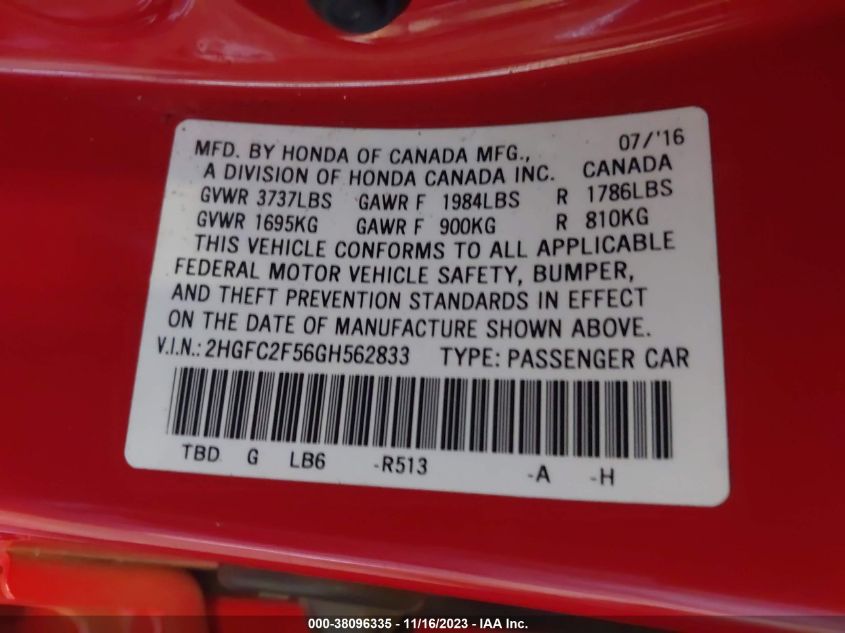 MFD. BY HONDA OF CANADA MFG., 07/'16
A DIVISION OF HONDA CANADA INC. CANADA
GVWR 3737LBS GAWR F 1984LBS R 1786LBS
GVWR 1695KG GAWR F 900KG R 810KG
THIS VEHICLE CONFORMS TO ALL APPLICABLE
FEDERAL MOTOR VEHICLE SAFETY, BUMPER,
AND THEFT PREVENTION STANDARDS IN EFFECT
ON THE DATE OF MANUFACTURE SHOWN ABOVE.
V.I.N.: 2HGFC2F56GH562833 TYPE: PASSENGER CAR
TBD G LB6 -R513 -A -H
000-38096335 - 11/16/2023 - IAA Inc.